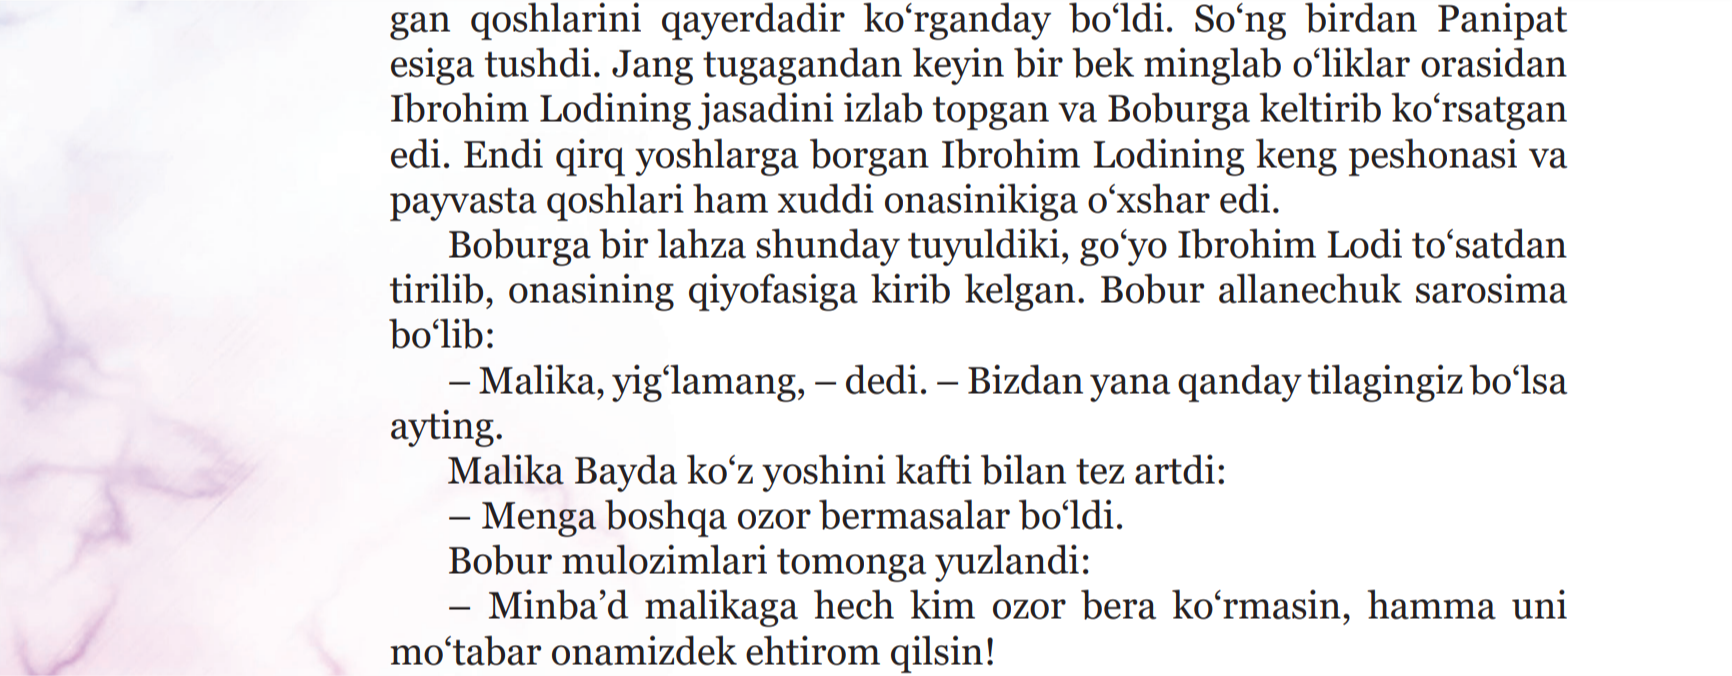 gan qoshlarini qayerdadir ko‘rganday bo‘ldi. So‘ng birdan Panipat
esiga tushdi. Jang tugagandan keyin bir bek minglab o‘liklar orasidan
Ibrohim Lodining jasadini izlab topgan va Boburga keltirib ko‘rsatgan
edi. Endi qirq yoshlarga borgan Ibrohim Lodining keng peshonasi va
payvasta qoshlari ham xuddi onasinikiga o‘xshar edi.
Boburga bir lahza shunday tuyuldiki, go‘yo Ibrohim Lodi to‘satdan
tirilib, onasining qiyofasiga kirib kelgan. Bobur allanechuk sarosima
bo‘lib:
– Malika, yig‘lamang, – dedi. – Bizdan yana qanday tilagingiz bo‘lsa
ayting.
Malika Bayda ko‘z yoshini kafti bilan tez artdi:
– Menga boshqa ozor bermasalar bo‘ldi.
Bobur mulozimlari tomonga yuzlandi:
– Minba’d malikaga hech kim ozor bera ko‘rmasin, hamma uni
mo‘tabar onamizdek ehtirom qilsin!